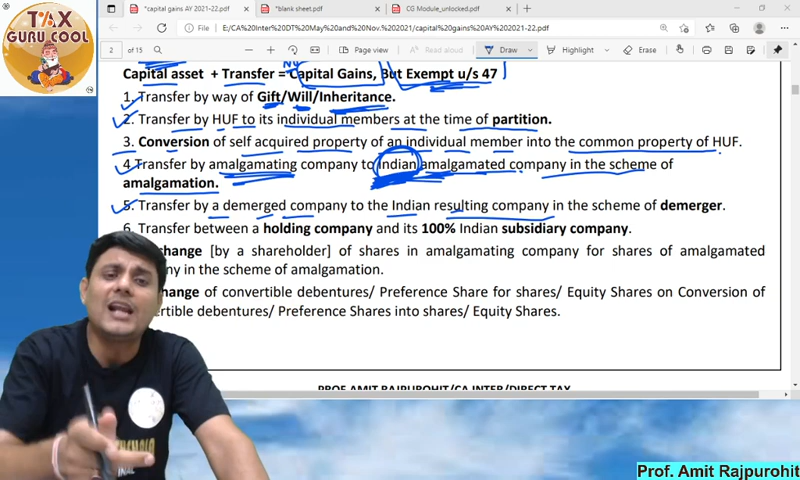 TAX
GURU COOL
*capital gains AY 2021-22.pdf
*blank sheet.pdf
CG Module_unlocked.pdf
E:/CA%20Inter%20DT%20May%20and%20Nov.%202021/capital%20gains%20AY%202021-22.pdf
2 of 15
Page view
Read aloud
Draw
Highlight
Erase
Capital asset + Transfer = Capital Gains, But Exempt u/s 47
1. Transfer by way of Gift/Will/Inheritance.
2. Transfer by HUF to its individual members at the time of partition.
3. Conversion of self acquired property of an individual member into the common property of HUF.
4. Transfer by amalgamating company to Indian amalgamated company in the scheme of
amalgamation.
5. Transfer by a demerged company to the Indian resulting company in the scheme of demerger.
6. Transfer between a holding company and its 100% Indian subsidiary company.
change [by a shareholder] of shares in amalgamating company for shares of amalgamated
in the scheme of amalgamation.
change of convertible debentures/ Preference Share for shares/ Equity Shares on Conversion of
debentures/ Preference Shares into shares/ Equity Shares.
PROF AMIT RAJPUROHIT/CA INTER/DIRECT TAX
Prof. Amit Rajpurohit